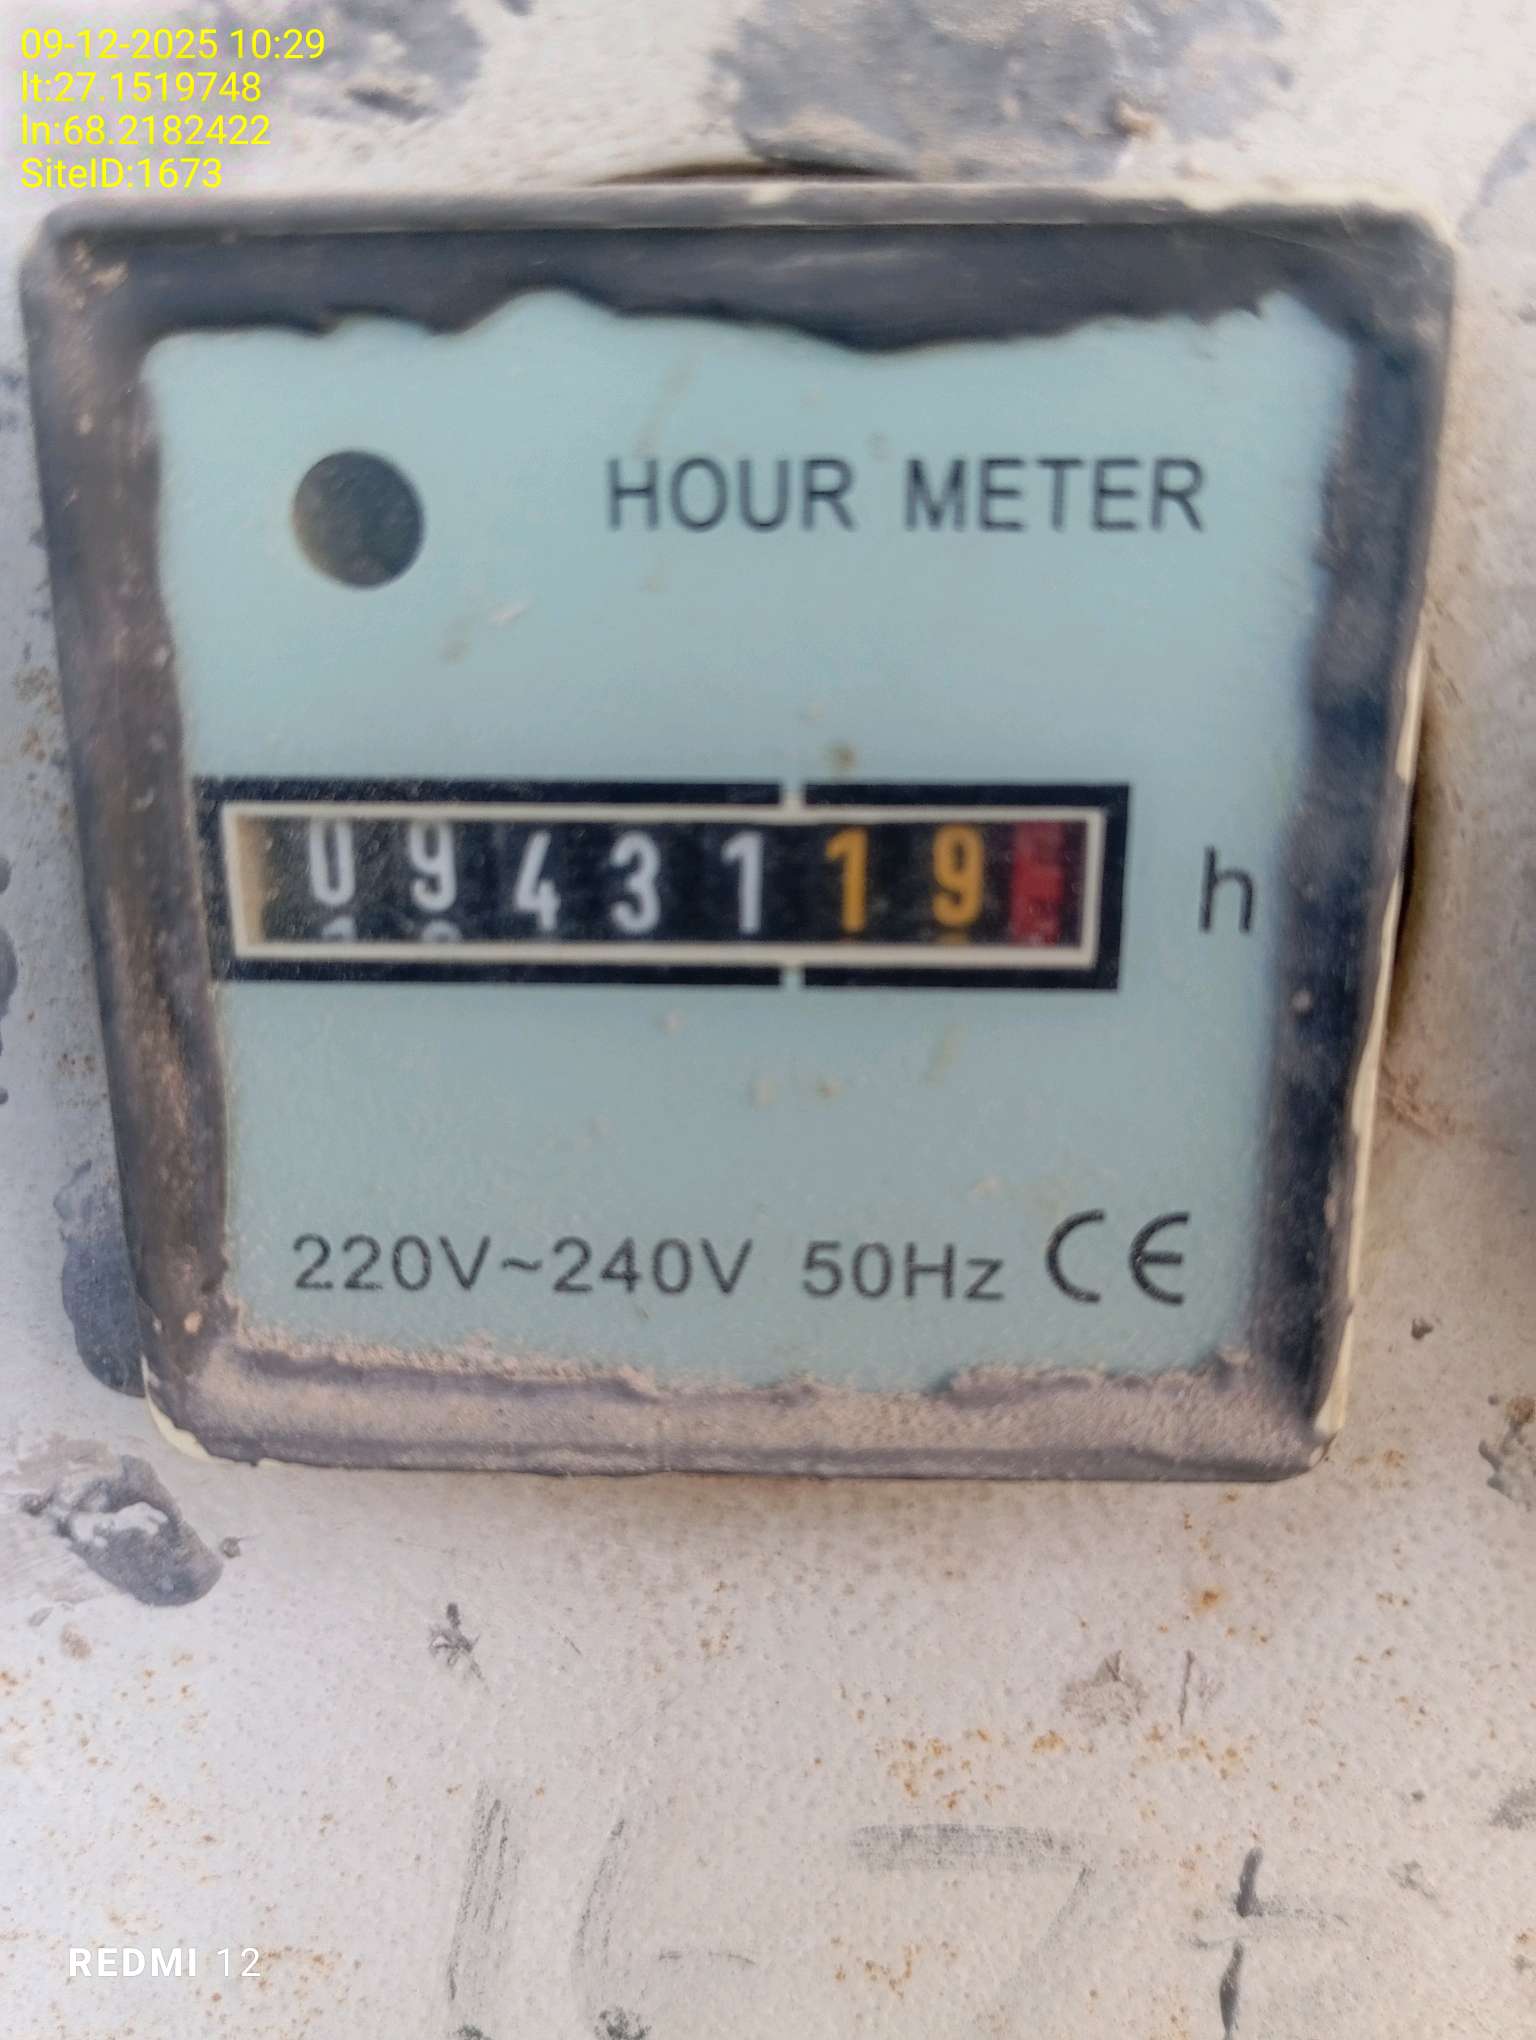 09-12-2025 10:29
lt:27.1519748
ln:68.2182422
SiteID:1673
HOUR METER
0943119 h
220V~240V 50Hz CE
167
REDMI 12